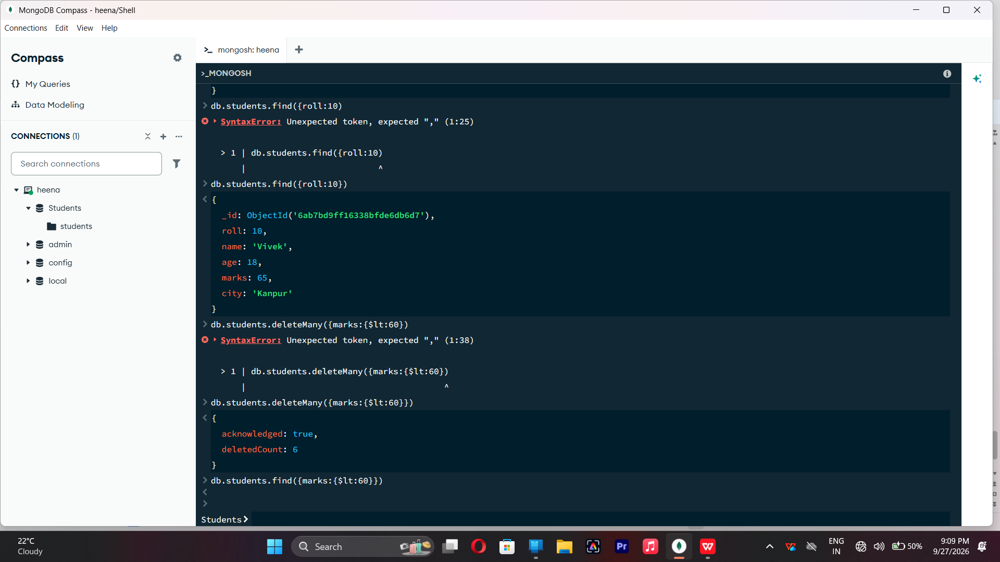 MongoDB Compass - heena/Shell
Connections Edit View Help
Compass
My Queries
Data Modeling
CONNECTIONS (1)
Search connections
heena
Students
students
admin
config
local
>_ mongosh: heena
>_MONGOSH
}
> db.students.find({roll:10)
SyntaxError: Unexpected token, expected "," (1:25)
> 1 | db.students.find({roll:10)
| ^
> db.students.find({roll:10})
< {
_id: ObjectId('6ab7bd9ff16338bfde6db6d7'),
roll: 10,
name: 'Vivek',
age: 18,
marks: 65,
city: 'Kanpur'
}
> db.students.deleteMany({marks:{$lt:60})
SyntaxError: Unexpected token, expected "," (1:38)
> 1 | db.students.deleteMany({marks:{$lt:60})
| ^
> db.students.deleteMany({marks:{$lt:60}})
< {
acknowledged: true,
deletedCount: 6
}
> db.students.find({marks:{$lt:60}})
<
>
Students>
22°C
Cloudy
Search
Pr
ENG
IN
50%
9:09 PM
9/27/2026